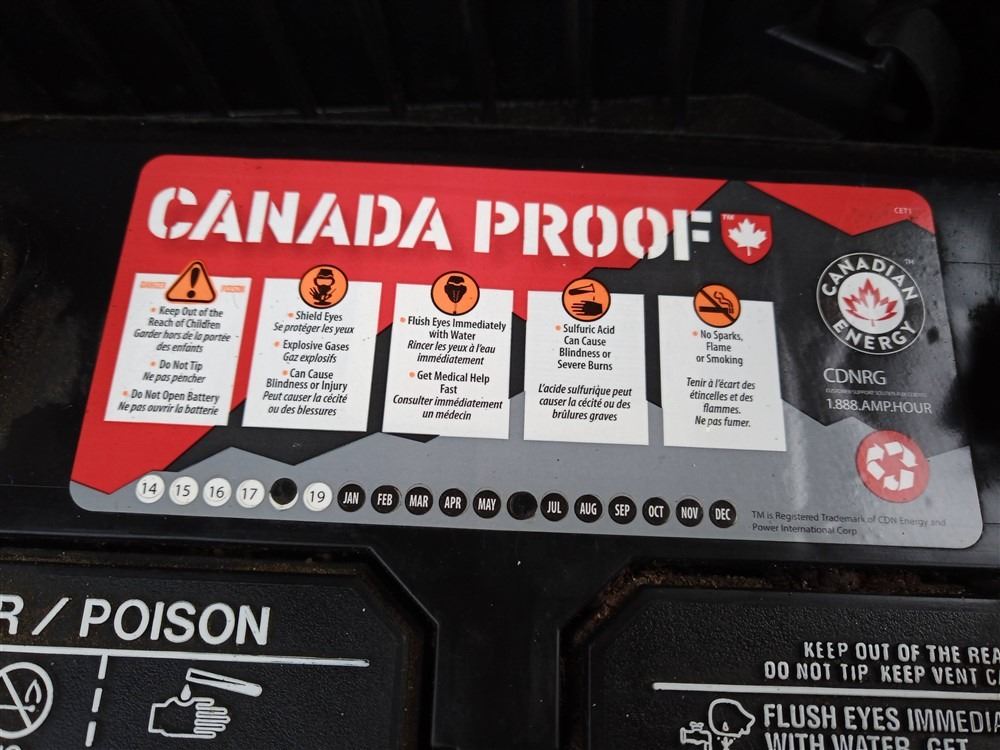 CANADA PROOF™
CET1
DANGER
POISON
• Keep Out of the
Reach of Children
Garder hors de la portée
des enfants
• Do Not Tip
Ne pas pencher
• Do Not Open Battery
Ne pas ouvrir la batterie
• Shield Eyes
Se protéger les yeux
• Explosive Gases
Gaz explosifs
• Can Cause
Blindness or Injury
Peut causer la cécité
ou des blessures
• Flush Eyes Immediately
with Water
Rincer les yeux à l'eau
immédiatement
• Get Medical Help
Fast
Consulter immédiatement
un médecin
• Sulfuric Acid
Can Cause
Blindness or
Severe Burns
L'acide sulfurique peut
causer la cécité ou des
brûlures graves
• No Sparks,
Flame
or Smoking
Tenir à l'écart des
étincelles et des
flammes.
Ne pas fumer.
CANADIAN
ENERGY
TM
CDNRG
1.888.AMP.HOUR
14 15 16 17 19 JAN FEB MAR APR MAY JUL AUG SEP OCT NOV DEC
TM is Registered Trademark of CDN Energy and
Power International Corp
R / POISON
KEEP OUT OF THE REA
DO NOT TIP KEEP VENT CA
FLUSH EYES IMMEDIA
WITH WATER GET